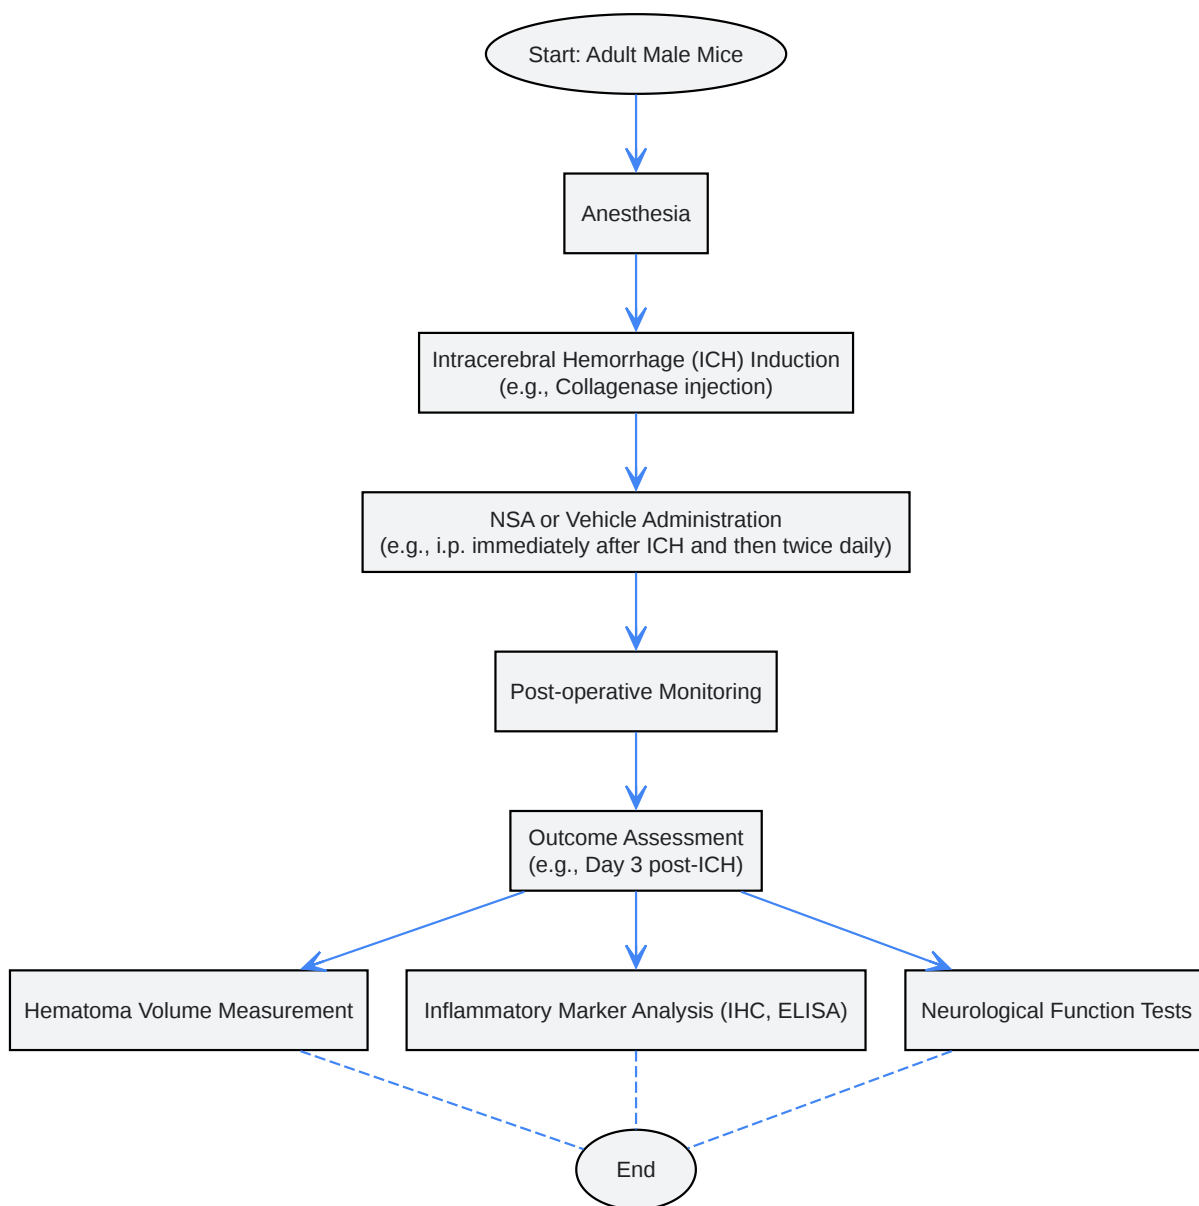 Start: Adult Male Mice
Anesthesia
Intracerebral Hemorrhage (ICH) Induction
(e.g., Collagenase injection)
NSA or Vehicle Administration
(e.g., i.p. immediately after ICH and then twice daily)
Post-operative Monitoring
Outcome Assessment
(e.g., Day 3 post-ICH)
Hematoma Volume Measurement
Inflammatory Marker Analysis (IHC, ELISA)
Neurological Function Tests
End